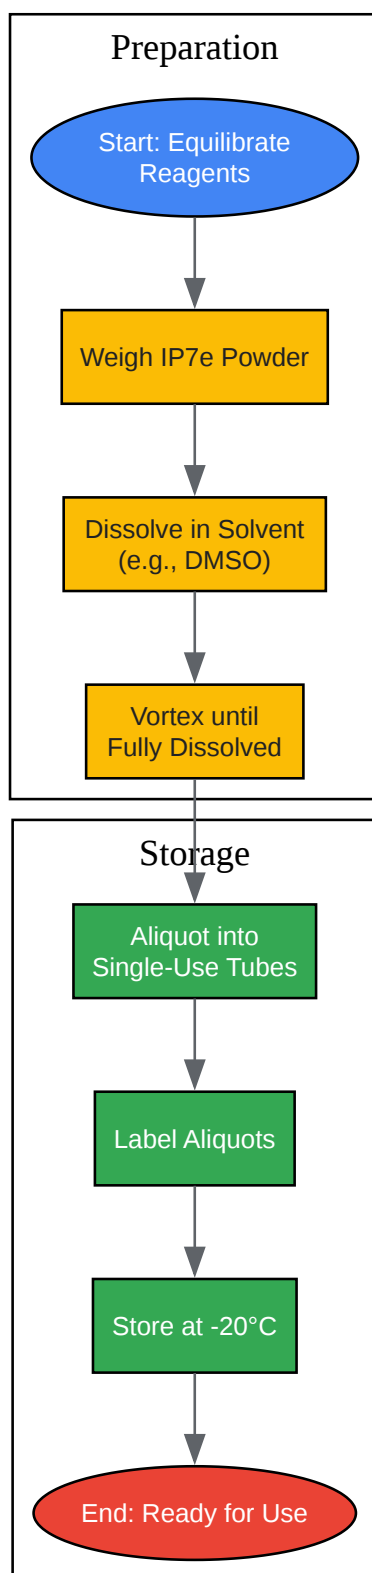 Preparation
Start: Equilibrate
Reagents
Weigh IP7e Powder
Dissolve in Solvent
(e.g., DMSO)
Vortex until
Fully Dissolved
Storage
Aliquot into
Single-Use Tubes
Label Aliquots
Store at -20°C
End: Ready for Use